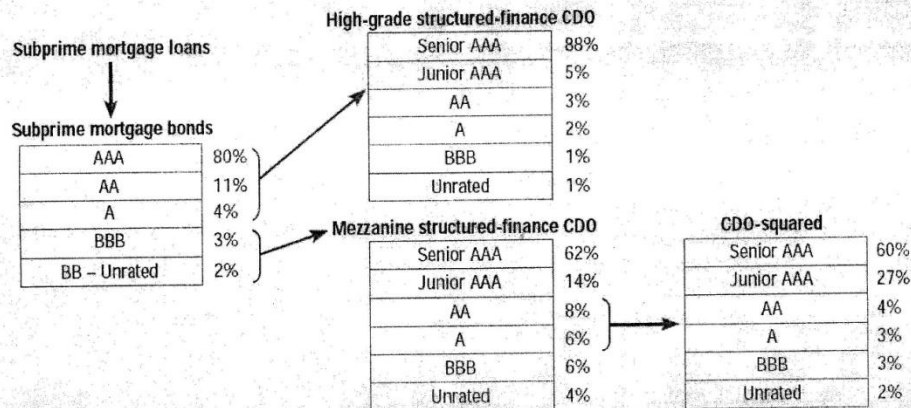 Subprime mortgage loans
Subprime mortgage bonds
AAA 80%
AA 11%
A 4%
BBB 3%
BB – Unrated 2%
High-grade structured-finance CDO
Senior AAA 88%
Junior AAA 5%
AA 3%
A 2%
BBB 1%
Unrated 1%
Mezzanine structured-finance CDO
Senior AAA 62%
Junior AAA 14%
AA 8%
A 6%
BBB 6%
Unrated 4%
CDO-squared
Senior AAA 60%
Junior AAA 27%
AA 4%
A 3%
BBB 3%
Unrated 2%